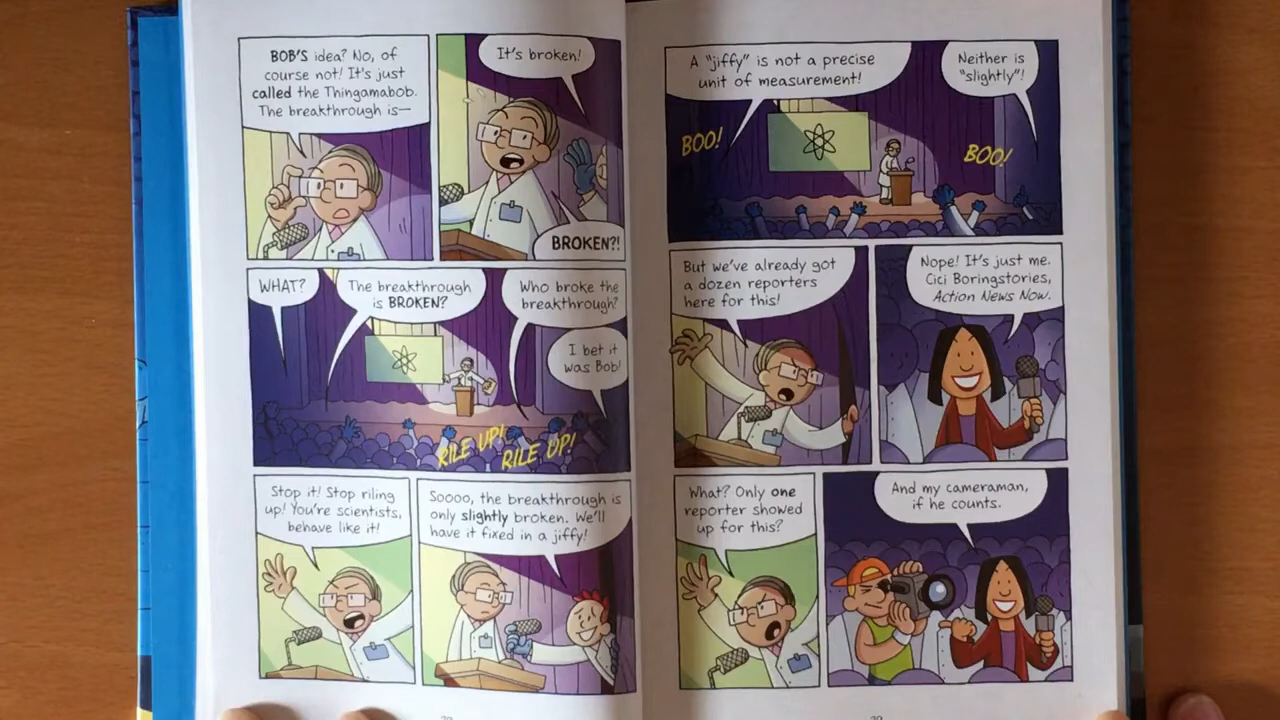 BOB'S idea? No, of
course not! It's just
called the Thingamabob.
The breakthrough is—
It's broken!
BROKEN?!
WHAT?
The breakthrough
is BROKEN?
Who broke the
breakthrough?
I bet it
was Bob!
RILE UP!
RILE UP!
Stop it! Stop riling
up! You're scientists,
behave like it!
Soooo, the breakthrough is
only slightly broken. We'll
have it fixed in a jiffy!
A "jiffy" is not a precise
unit of measurement!
Neither is
"slightly"!
BOO!
BOO!
But we've already got
a dozen reporters
here for this!
Nope! It's just me.
Cici Boringstories,
Action News Now.
What? Only one
reporter showed
up for this?
And my cameraman,
if he counts.